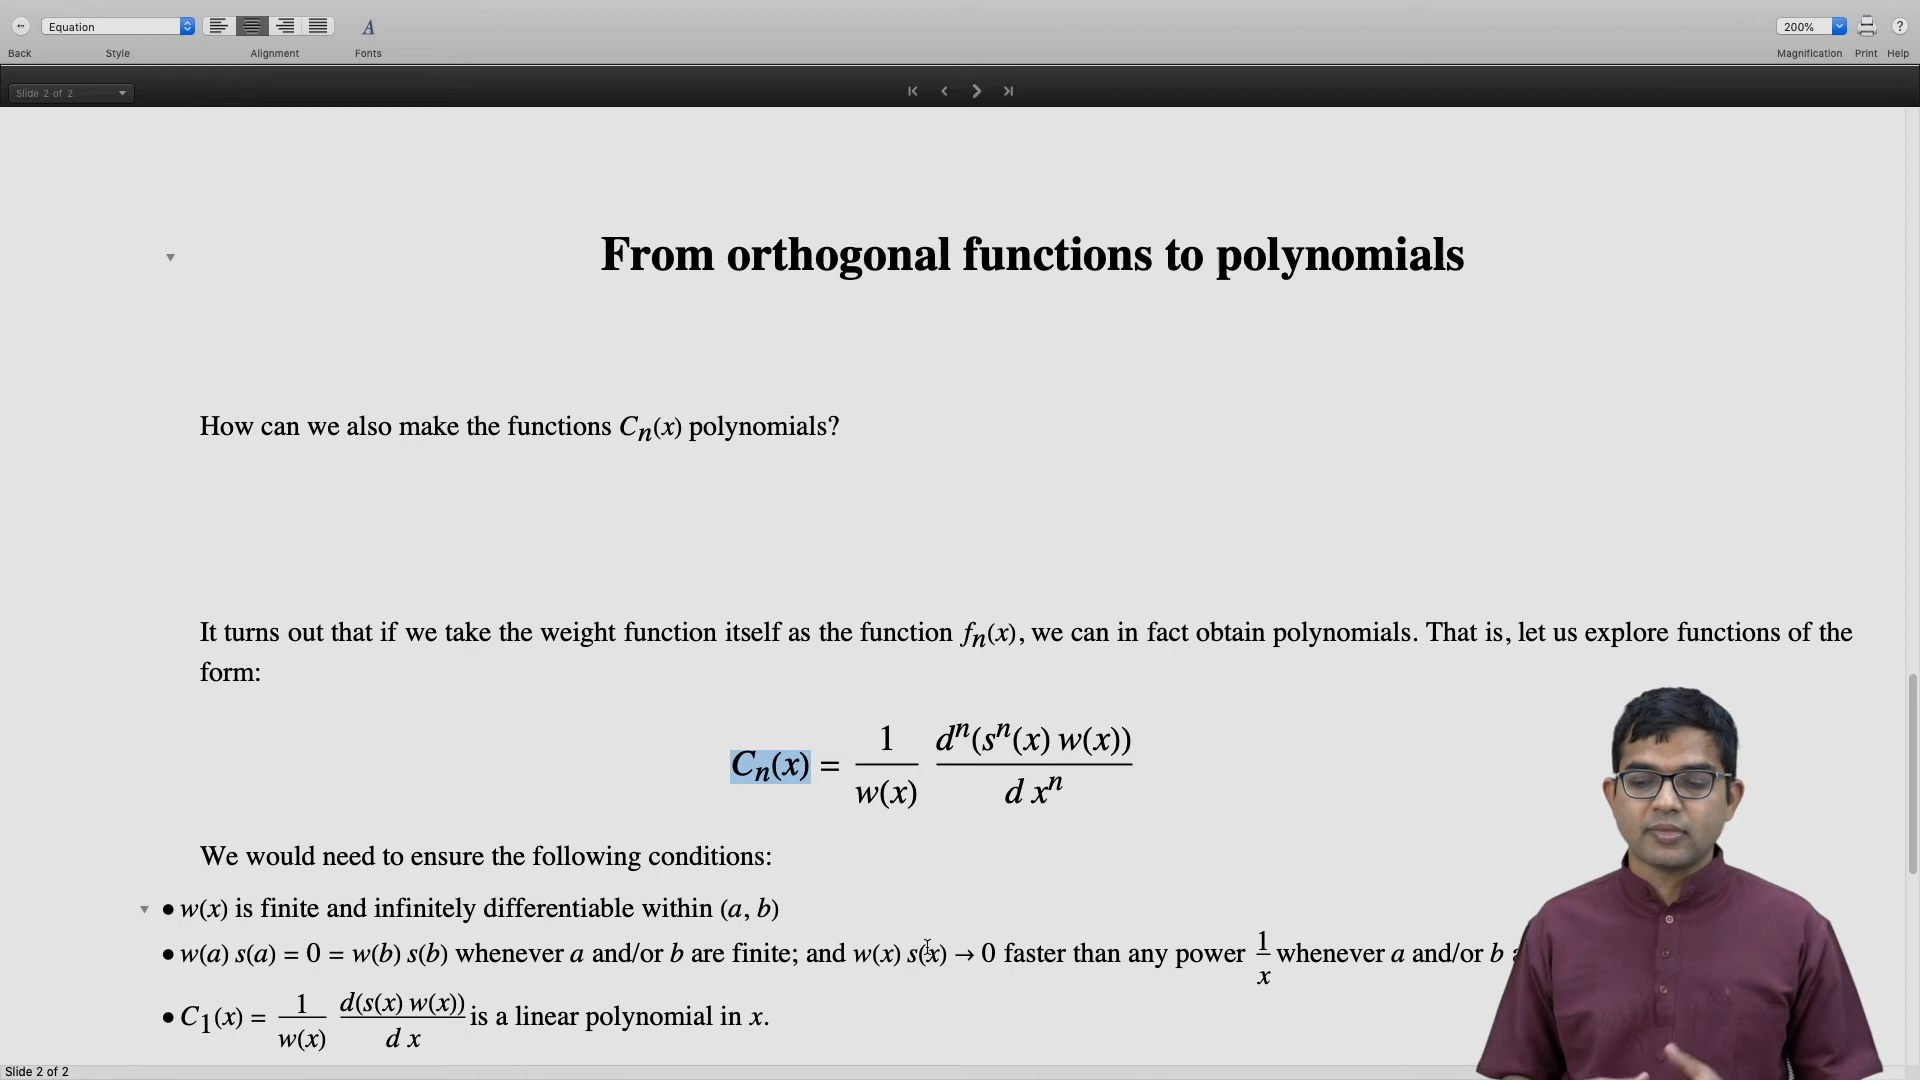 Equation
200%
Back Style Alignment Fonts Magnification Print Help
Slide 2 of 2
From orthogonal functions to polynomials
How can we also make the functions Cₙ(x) polynomials?
It turns out that if we take the weight function itself as the function fₙ(x), we can in fact obtain polynomials. That is, let us explore functions of the
form:
Cₙ(x) = 1/w(x) dⁿ(sⁿ(x) w(x))/d xⁿ
We would need to ensure the following conditions:
• w(x) is finite and infinitely differentiable within (a, b)
• w(a) s(a) = 0 = w(b) s(b) whenever a and/or b are finite; and w(x) s(x) → 0 faster than any power 1/x whenever a and/or b
• C₁(x) = 1/w(x) d(s(x) w(x))/d x is a linear polynomial in x.
Slide 2 of 2